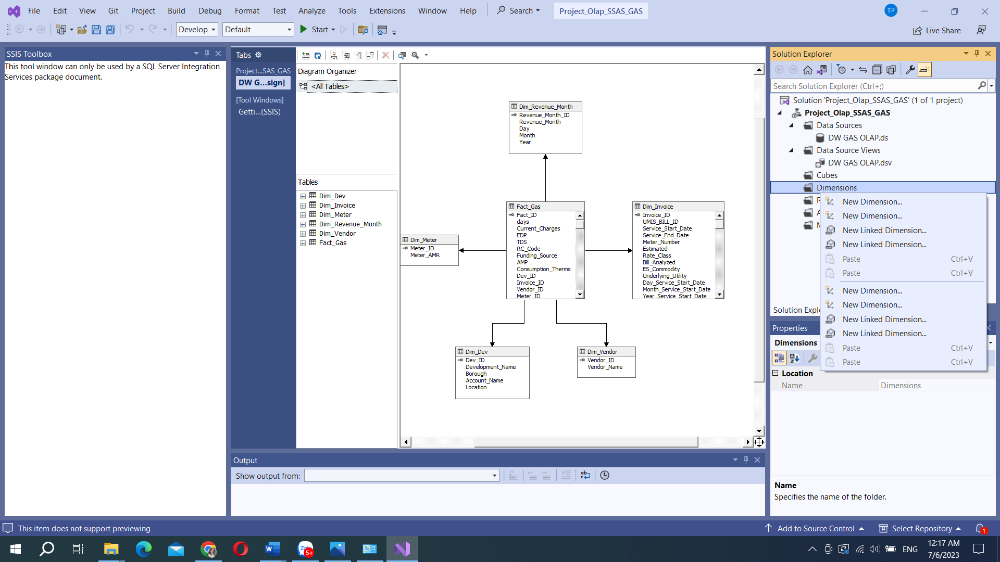 File Edit View Git Project Build Debug Format Test Analyze Tools Extensions Window Help Search Project_Olap_SSAS_GAS TP
Develop Default Start Live Share
SSIS Toolbox
This tool window can only be used by a SQL Server Integration
Services package document.
Tabs
Project...SAS_GAS
DW G...sign]
[Tool Windows]
Getti...(SSIS)
Diagram Organizer
<All Tables>
Tables
Dim_Dev
Dim_Invoice
Dim_Meter
Dim_Revenue_Month
Dim_Vendor
Fact_Gas
Dim_Revenue_Month
Revenue_Month_ID
Revenue_Month
Day
Month
Year
Fact_Gas
Fact_ID
days
Current_Charges
EDP
TDS
RC_Code
Funding_Source
AMP
Consumption_Therms
Dev_ID
Invoice_ID
Vendor_ID
Meter_ID
Dim_Invoice
Invoice_ID
UMIS_BILL_ID
Service_Start_Date
Service_End_Date
Meter_Number
Estimated
Rate_Class
Bill_Analyzed
ES_Commodity
Underlying_Utility
Day_Service_Start_Date
Month_Service_Start_Date
Year_Service_Start_Date
Dim_Meter
Meter_ID
Meter_AMR
Dim_Dev
Dev_ID
Development_Name
Borough
Account_Name
Location
Dim_Vendor
Vendor_ID
Vendor_Name
Output
Show output from:
Solution Explorer
Search Solution Explorer (Ctrl+;)
Solution 'Project_Olap_SSAS_GAS' (1 of 1 project)
Project_Olap_SSAS_GAS
Data Sources
DW GAS OLAP.ds
Data Source Views
DW GAS OLAP.dsv
Cubes
Dimensions
New Dimension...
New Dimension...
New Linked Dimension...
New Linked Dimension...
Paste Ctrl+V
Paste Ctrl+V
New Dimension...
New Dimension...
New Linked Dimension...
New Linked Dimension...
Paste Ctrl+V
Paste Ctrl+V
Solution Expl
Properties
Dimensions
Location
Name Dimensions
Name
Specifies the name of the folder.
This item does not support previewing Add to Source Control Select Repository 1
5+ ENG 12:17 AM
7/6/2023